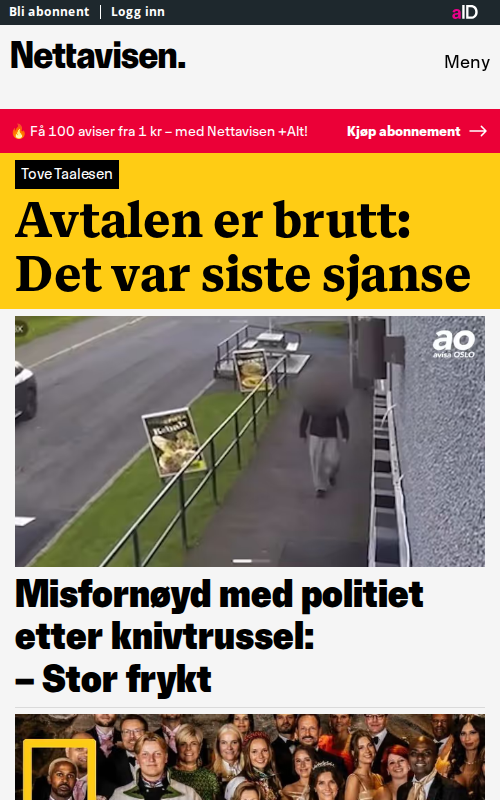 Bli abonnent
Logg inn
aID
Nettavisen.
Meny
🔥 Få 100 aviser fra 1 kr – med Nettavisen +Alt!
Kjøp abonnement →
Tove Taalesen
Avtalen er brutt:
Det var siste sjanse
ao
avisa OSLO
Kebab
Misfornøyd med politiet
etter knivtrussel:
– Stor frykt